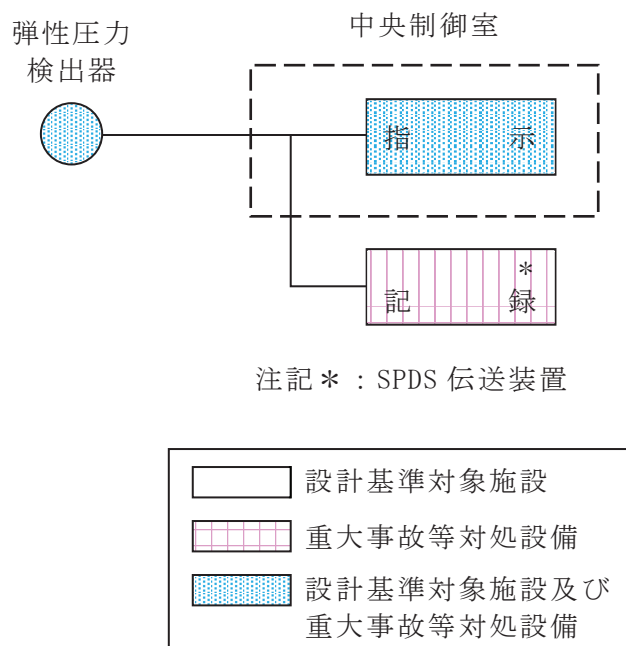 弾性圧力
検出器
中央制御室
指 示
＊
記 録
注記＊：SPDS 伝送装置
設計基準対象施設
重大事故等対処設備
設計基準対象施設及び
重大事故等対処設備